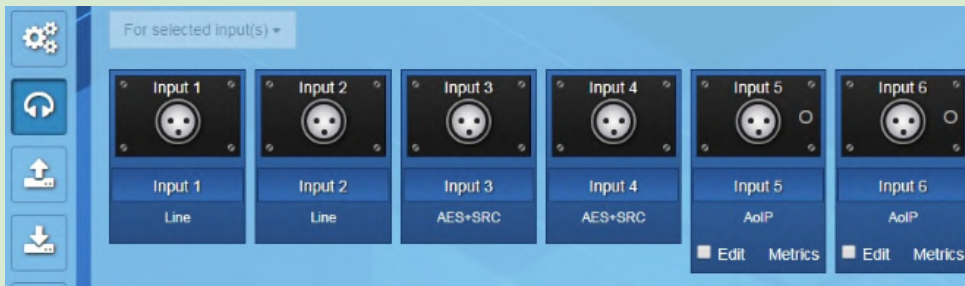 For selected input(s)
Input 1 Input 2 Input 3 Input 4 Input 5 Input 6
Input 1 Input 2 Input 3 Input 4 Input 5 Input 6
Line Line AES+SRC AES+SRC AoIP AoIP
Edit Metrics Edit Metrics